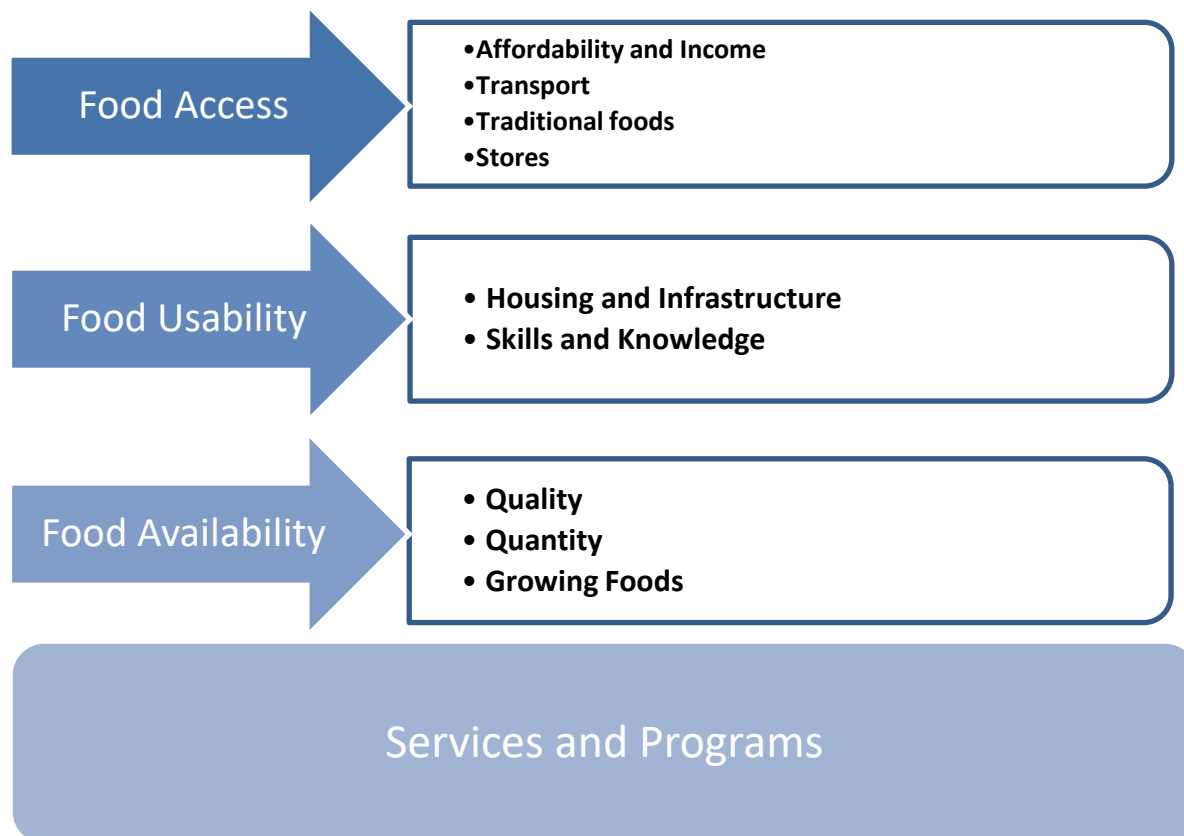 Food Access
•Affordability and Income
•Transport
•Traditional foods
•Stores
Food Usability
• Housing and Infrastructure
• Skills and Knowledge
Food Availability
• Quality
• Quantity
• Growing Foods
Services and Programs